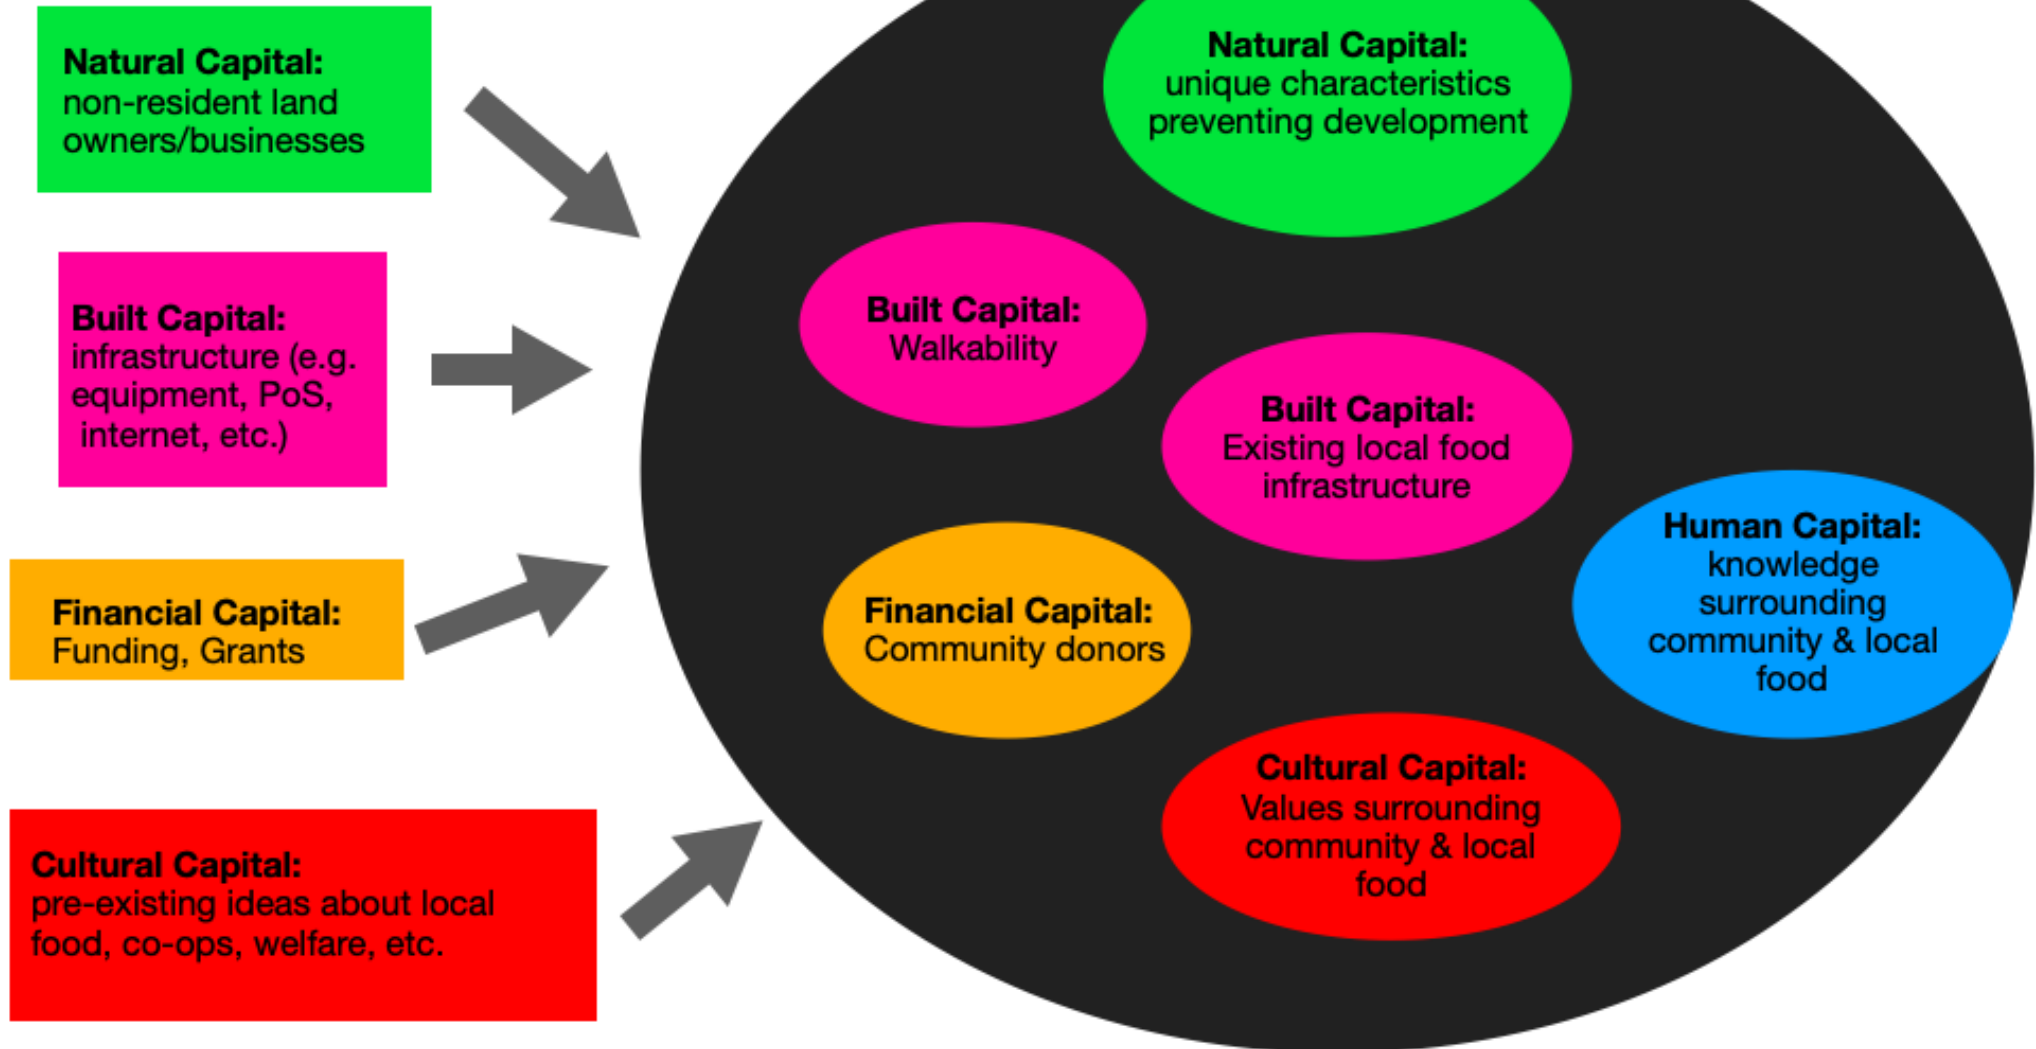 Natural Capital:
non-resident land
owners/businesses
Built Capital:
infrastructure (e.g.
equipment, PoS,
internet, etc.)
Financial Capital:
Funding, Grants
Cultural Capital:
pre-existing ideas about local
food, co-ops, welfare, etc.
Natural Capital:
unique characteristics
preventing development
Built Capital:
Walkability
Built Capital:
Existing local food
infrastructure
Human Capital:
knowledge
surrounding
community & local
food
Financial Capital:
Community donors
Cultural Capital:
Values surrounding
community & local
food